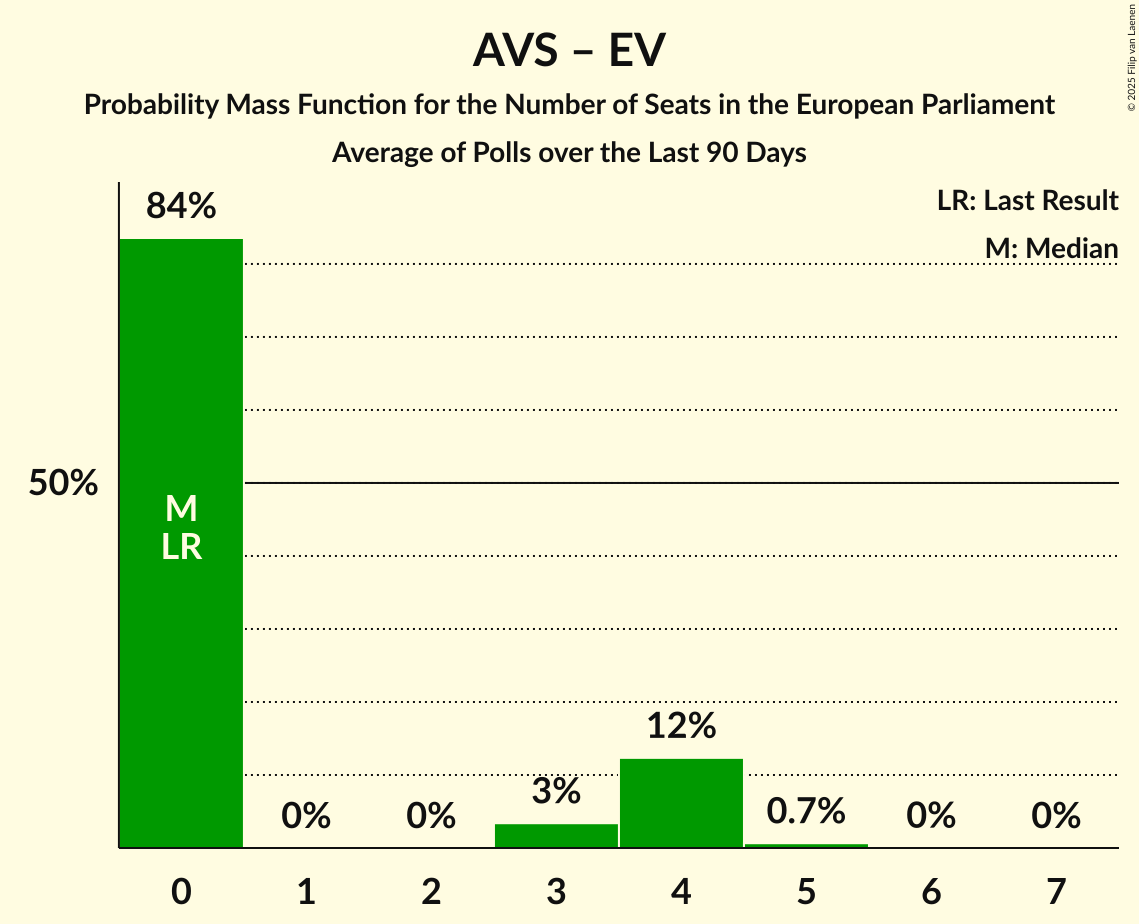 AVS – EV
Probability Mass Function for the Number of Seats in the European Parliament
Average of Polls over the Last 90 Days
© 2025 Filip van Laenen
LR: Last Result
M: Median
84%
50%
M
LR
0%
0%
3%
12%
0.7%
0%
0%
0 1 2 3 4 5 6 7